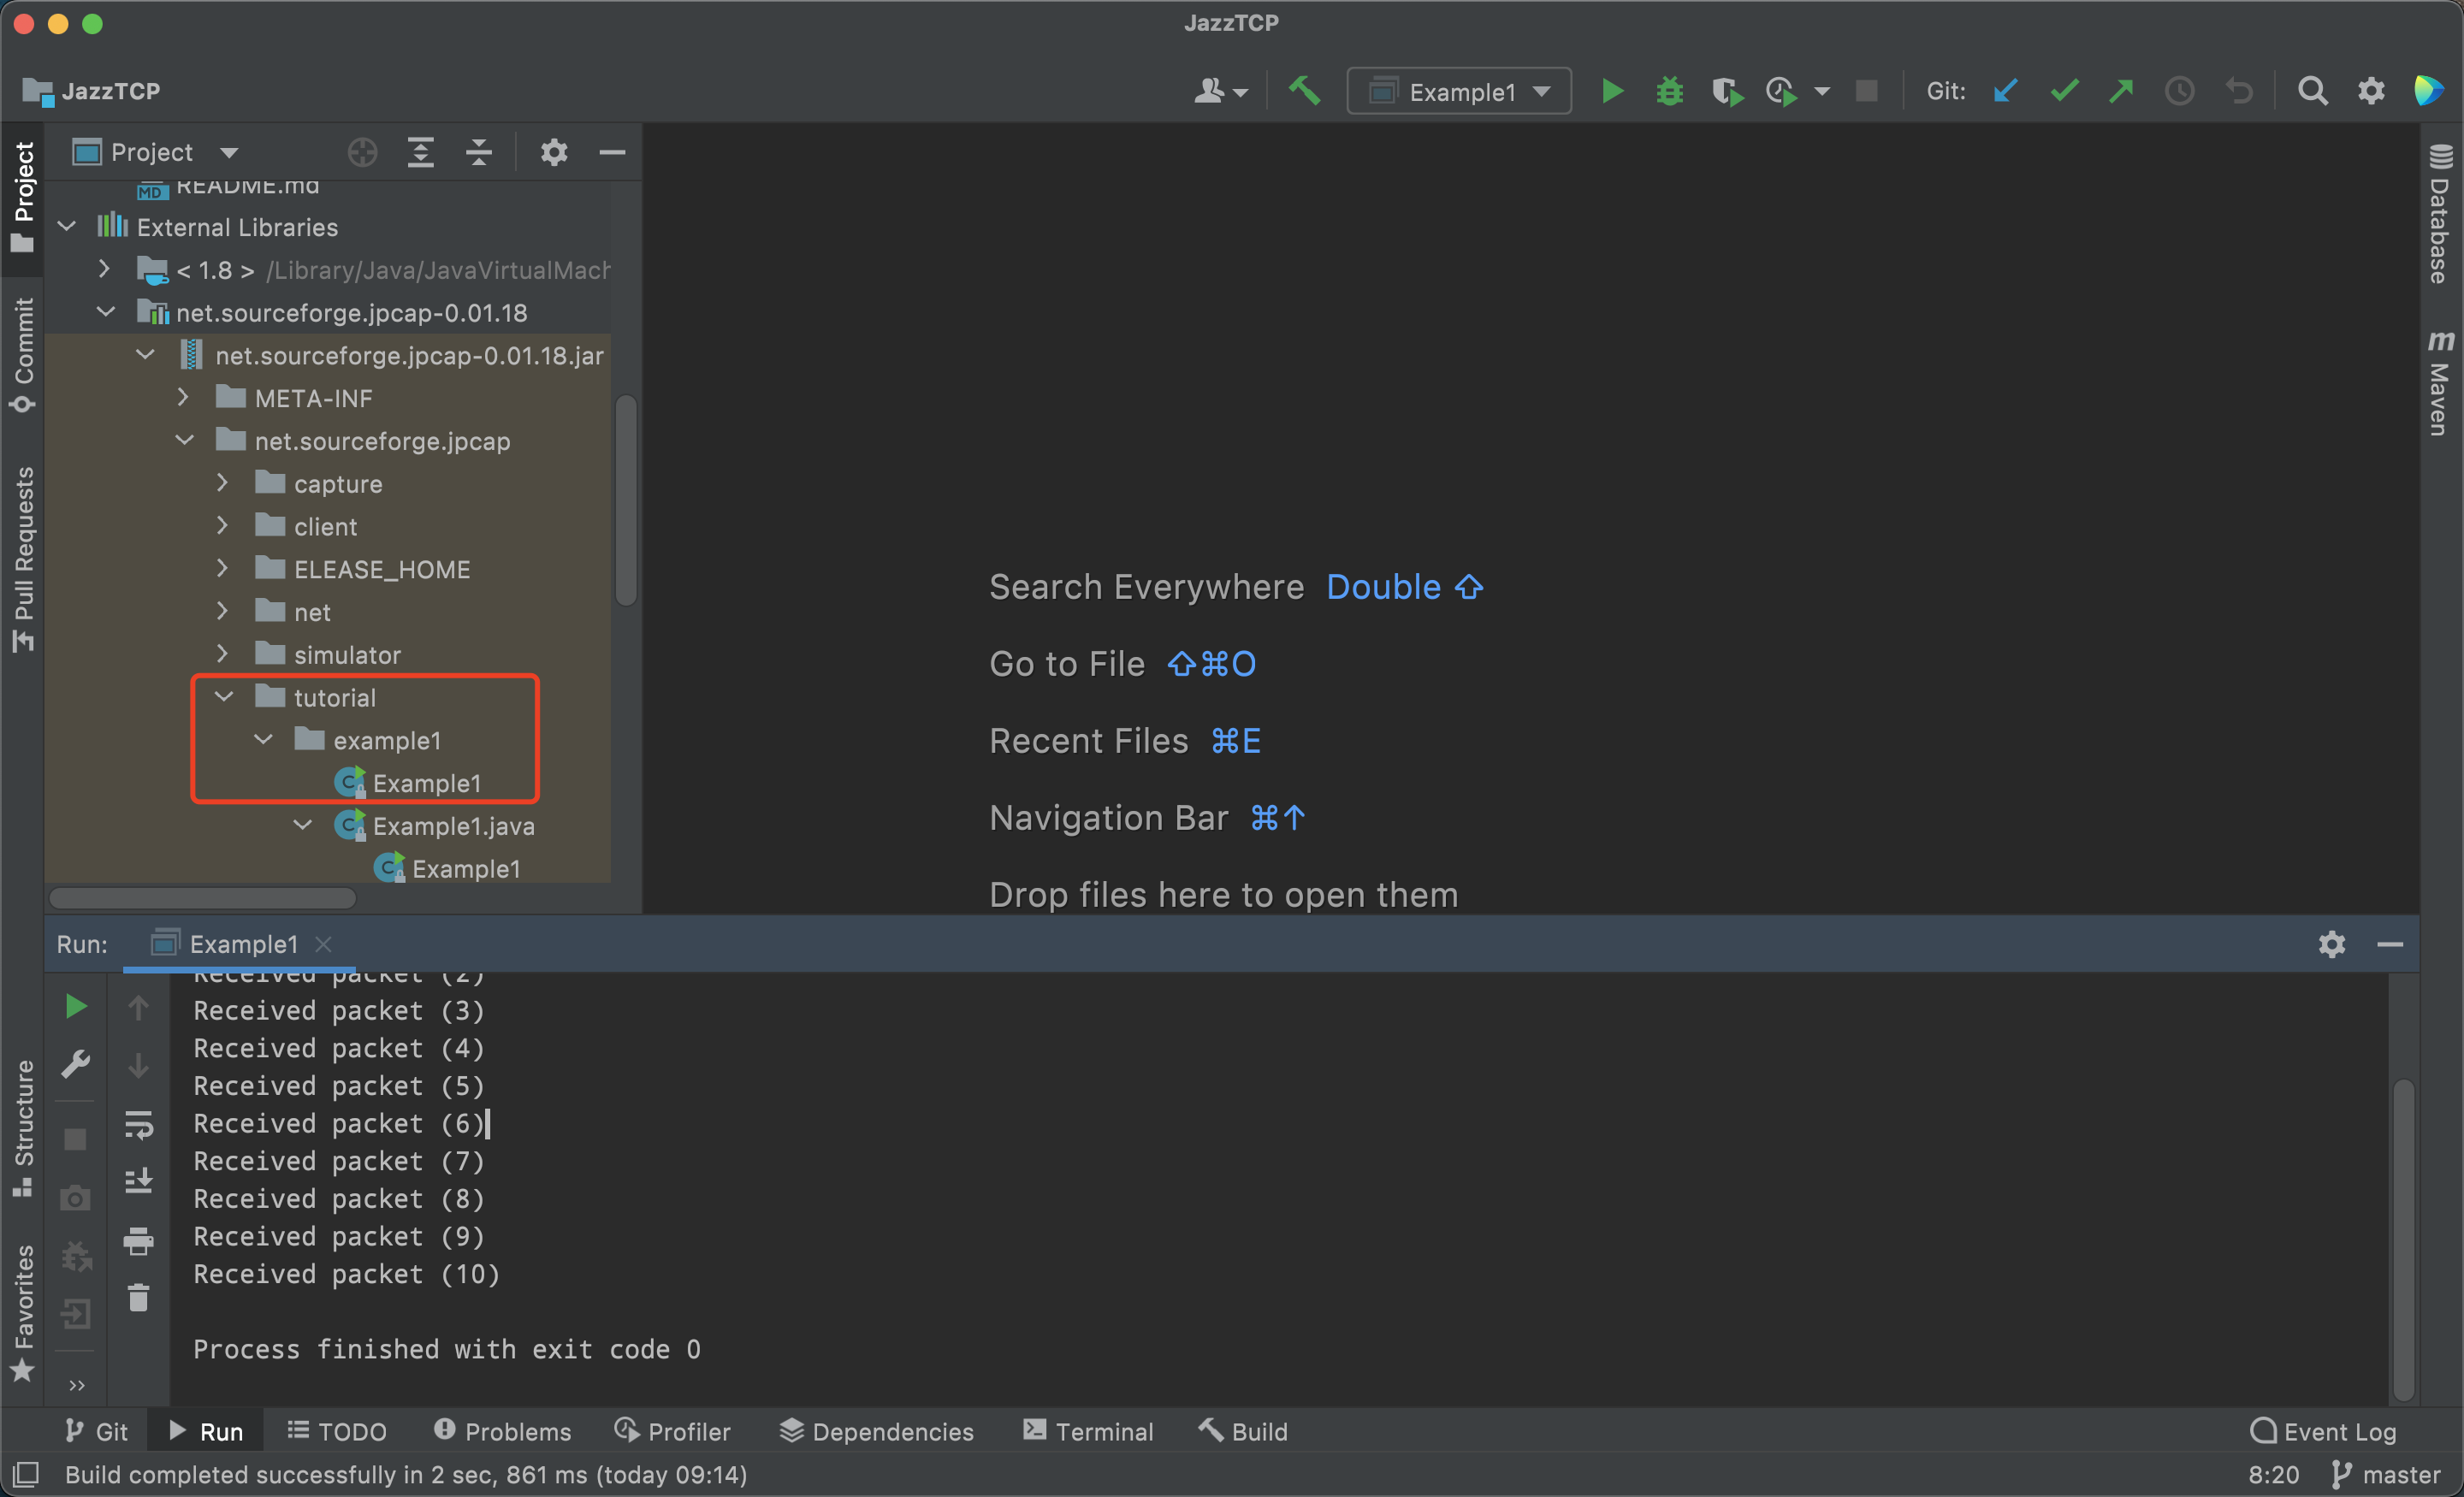 JazzTCP
JazzTCP
Example1
Git:
Project
README.md
External Libraries
< 1.8 > /Library/Java/JavaVirtualMach
net.sourceforge.jpcap-0.01.18
net.sourceforge.jpcap-0.01.18.jar
META-INF
net.sourceforge.jpcap
capture
client
ELEASE_HOME
net
simulator
tutorial
example1
Example1
Example1.java
Example1
Project
Commit
Pull Requests
Structure
Favorites
Database
Maven
Search Everywhere Double ⇧
Go to File ⇧⌘O
Recent Files ⌘E
Navigation Bar ⌘↑
Drop files here to open them
Run: Example1
Received packet (2)
Received packet (3)
Received packet (4)
Received packet (5)
Received packet (6)
Received packet (7)
Received packet (8)
Received packet (9)
Received packet (10)
Process finished with exit code 0
Git Run TODO Problems Profiler Dependencies Terminal Build Event Log
Build completed successfully in 2 sec, 861 ms (today 09:14) 8:20 master